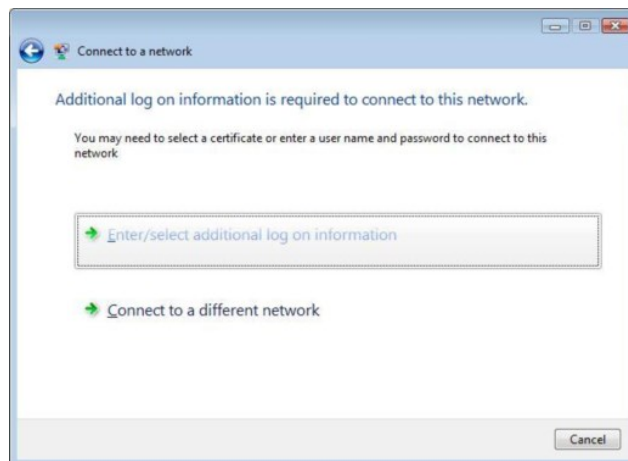 Connect to a network
Additional log on information is required to connect to this network.
You may need to select a certificate or enter a user name and password to connect to this
network
Enter/select additional log on information
Connect to a different network
Cancel